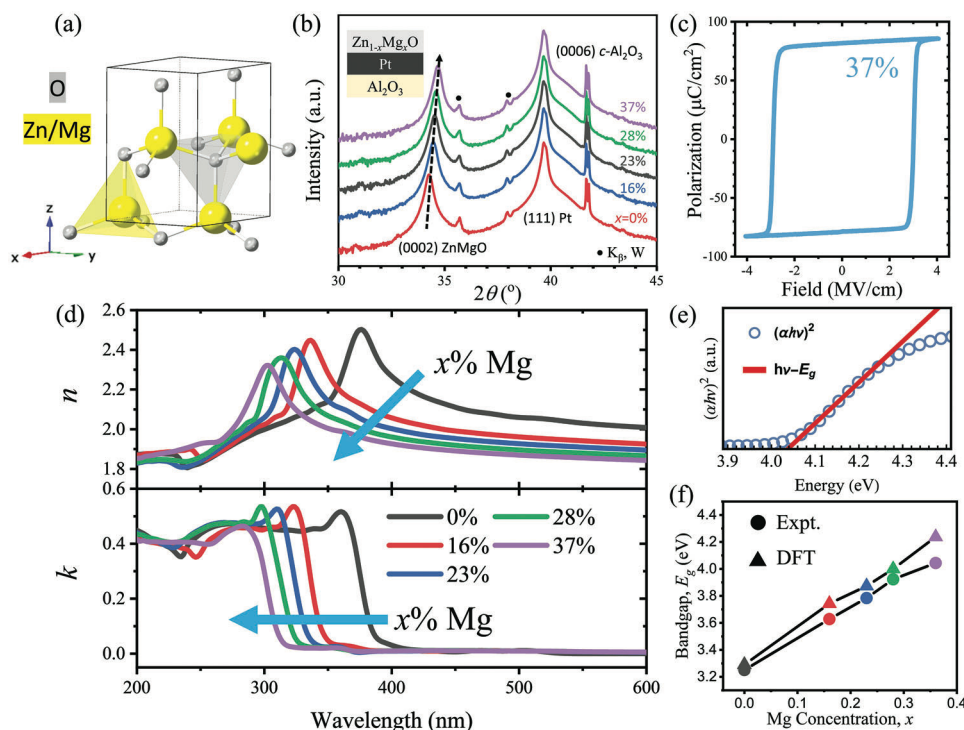 (a)
O
Zn/Mg
z
x
y
(b)
Zn1-xMgxO
Pt
Al2O3
(0006) c-Al2O3
37%
28%
23%
16%
x=0%
(0002) ZnMgO
(111) Pt
• Kβ, W
Intensity (a.u.)
30 35 40 45
2θ (°)
(c)
37%
Polarization (μC/cm²)
100
50
0
-50
-100
-4 -2 0 2 4
Field (MV/cm)
(d)
n
2.6
2.4
2.2
2.0
1.8
x% Mg
k
0.6
0.4
0.2
0.0
0% 28%
16% 37%
23%
x% Mg
200 300 400 500 600
Wavelength (nm)
(e)
(αhν)²
hν–Eg
(αhν)² (a.u.)
3.9 4.0 4.1 4.2 4.3 4.4
Energy (eV)
(f)
Expt.
DFT
Bandgap, Eg (eV)
4.4
4.2
4.0
3.8
3.6
3.4
3.2
0.0 0.1 0.2 0.3 0.4
Mg Concentration, x